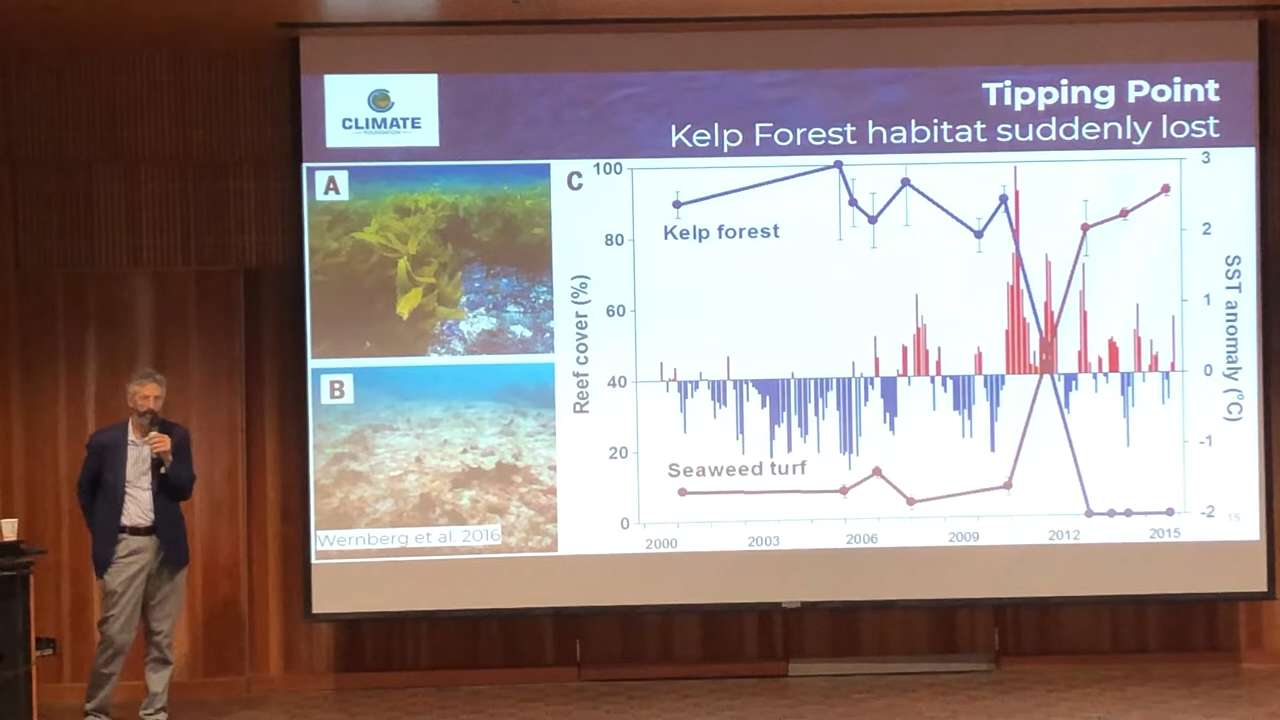 CLIMATE
FOUNDATION
Tipping Point
Kelp Forest habitat suddenly lost
A
B
Wernberg et al. 2016
C
Reef cover (%)
100
80
60
40
20
0
Kelp forest
Seaweed turf
3
2
1
0
-1
-2
SST anomaly (°C)
2000 2003 2006 2009 2012 2015
15